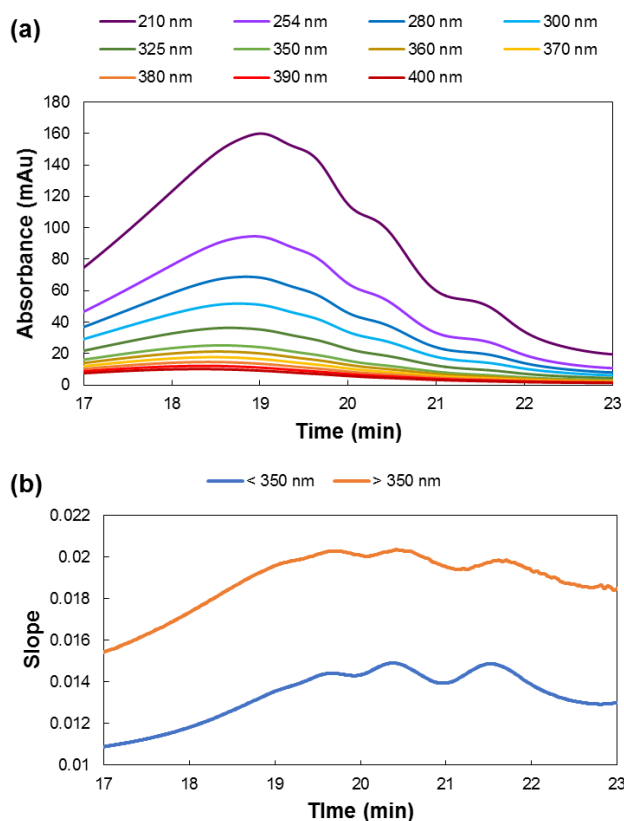 (a)
210 nm 254 nm 280 nm 300 nm
325 nm 350 nm 360 nm 370 nm
380 nm 390 nm 400 nm
180
160
140
120
100
80
60
40
20
0
Absorbance (mAu)
17 18 19 20 21 22 23
Time (min)
(b)
< 350 nm > 350 nm
0.022
0.02
0.018
0.016
0.014
0.012
0.01
Slope
17 18 19 20 21 22 23
TIme (min)